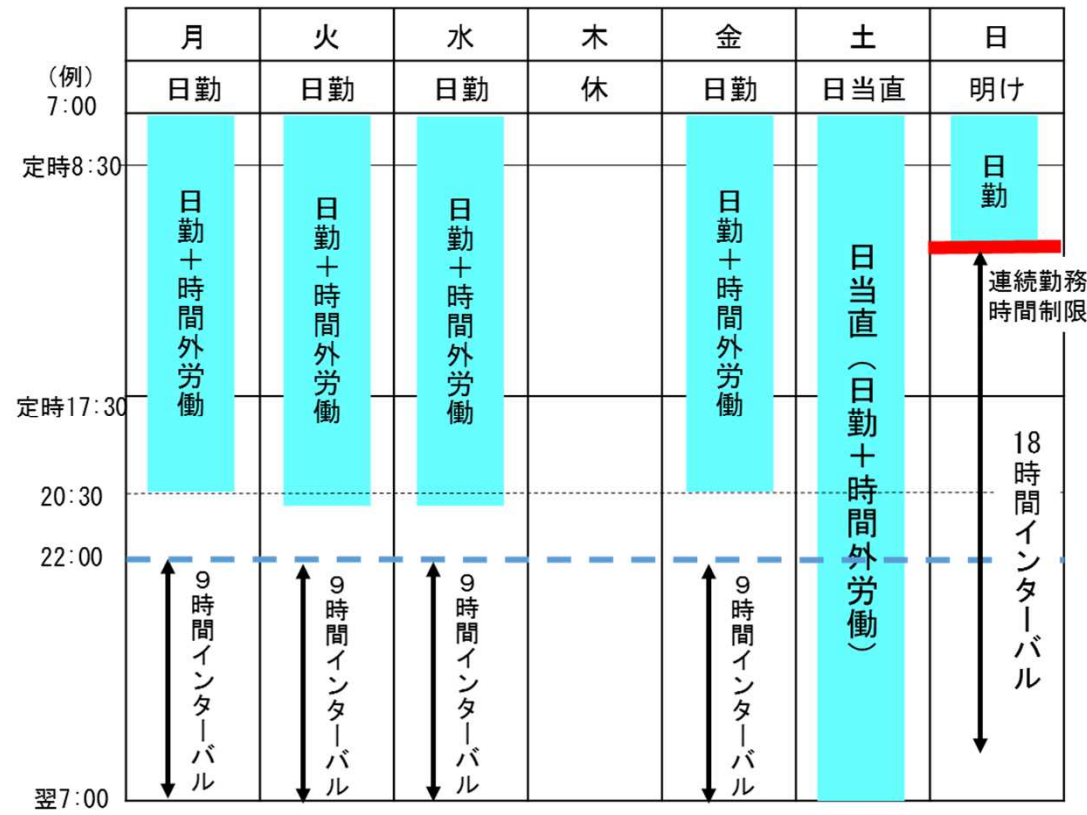 月 火 水 木 金 土 日
(例)
7:00
日勤 日勤 日勤 休 日勤 日当直 明け
定時8:30
定時17:30
20:30
22:00
翌7:00
日勤＋時間外労働
日勤＋時間外労働
日勤＋時間外労働
日勤＋時間外労働
日当直（日勤＋時間外労働）
日勤
連続勤務
時間制限
９時間インターバル
９時間インターバル
９時間インターバル
９時間インターバル
18時間インターバル